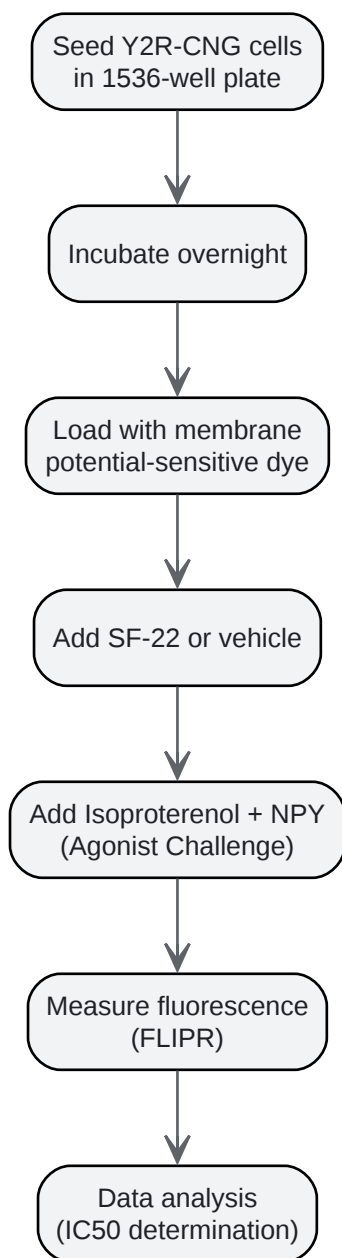 Seed Y2R-CNG cells
in 1536-well plate
Incubate overnight
Load with membrane
potential-sensitive dye
Add SF-22 or vehicle
Add Isoproterenol + NPY
(Agonist Challenge)
Measure fluorescence
(FLIPR)
Data analysis
(IC50 determination)